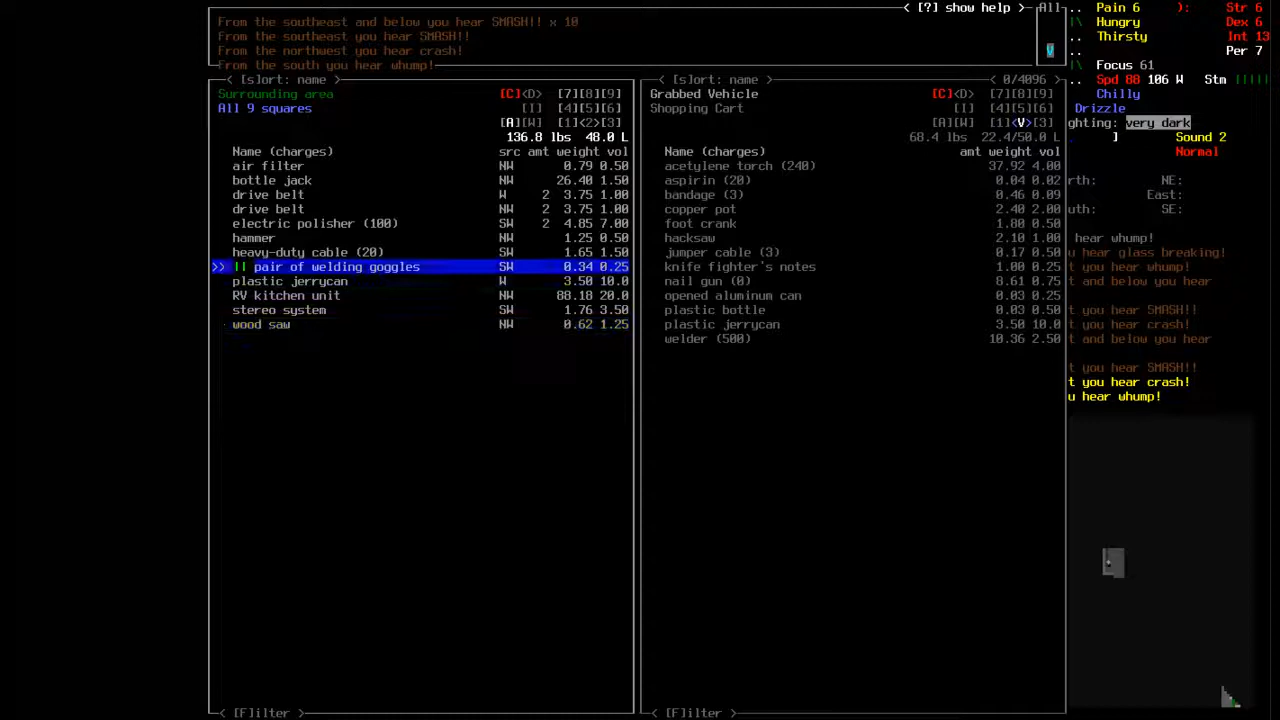 From the southeast and below you hear SMASH!! x 10
From the southeast you hear SMASH!!
From the northwest you hear crash!
From the south you hear whump!
< [?] show help >
All
V
< [s]ort: name >
Surrounding area [C]<D> [7][8][9]
All 9 squares [I] [4][5][6]
[A][W] [1]<2>[3]
136.8 lbs 48.0 L
Name (charges) src amt weight vol
air filter NW 0.79 0.50
bottle jack NW 26.40 1.50
drive belt W 2 3.75 1.00
drive belt NW 2 3.75 1.00
electric polisher (100) SW 2 4.85 7.00
hammer NW 1.25 0.50
heavy-duty cable (20) SW 1.65 1.50
>> || pair of welding goggles SW 0.34 0.25
plastic jerrycan W 3.50 10.0
RV kitchen unit NW 88.18 20.0
stereo system SW 1.76 3.50
wood saw NW 0.62 1.25
< [F]ilter >
< [s]ort: name > < 0/4096 >
Grabbed Vehicle [C]<D> [7][8][9]
Shopping Cart [I] [4][5][6]
[A][W] [1]<V>[3]
68.4 lbs 22.4/50.0 L
Name (charges) amt weight vol
acetylene torch (240) 37.92 4.00
aspirin (20) 0.04 0.02
bandage (3) 0.46 0.09
copper pot 2.40 2.00
foot crank 1.80 0.50
hacksaw 2.10 1.00
jumper cable (3) 0.17 0.50
knife fighter's notes 1.00 0.25
nail gun (0) 8.61 0.75
opened aluminum can 0.03 0.25
plastic bottle 0.03 0.50
plastic jerrycan 3.50 10.0
welder (500) 10.36 2.50
< [F]ilter >
.. Pain 6 ): Str 6
|\ Hungry Dex 6
.. Thirsty Int 13
.. Per 7
|\ Focus 61
.. Spd 88 106 W Stm |||||
Chilly
Drizzle
ghting: very dark
] Sound 2
Normal
rth: NE:
East:
uth: SE:
hear whump!
u hear glass breaking!
t you hear whump!
t and below you hear
t you hear SMASH!!
t you hear crash!
t and below you hear
t you hear SMASH!!
t you hear crash!
u hear whump!